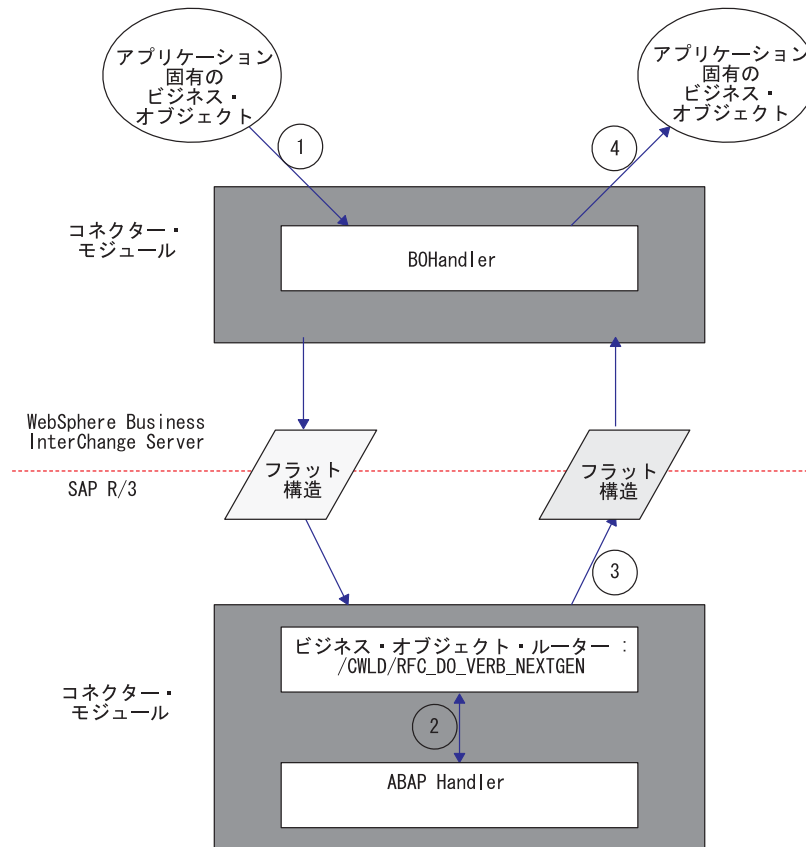 アプリケーション
固有の
ビジネス・
オブジェクト
アプリケーション
固有の
ビジネス・
オブジェクト
1
4
コネクター・
モジュール
BOHandler
WebSphere Business
InterChange Server
SAP R/3
フラット
構造
フラット
構造
3
ビジネス・オブジェクト・ルーター :
/CWLD/RFC_DO_VERB_NEXTGEN
コネクター・
モジュール
2
ABAP Handler